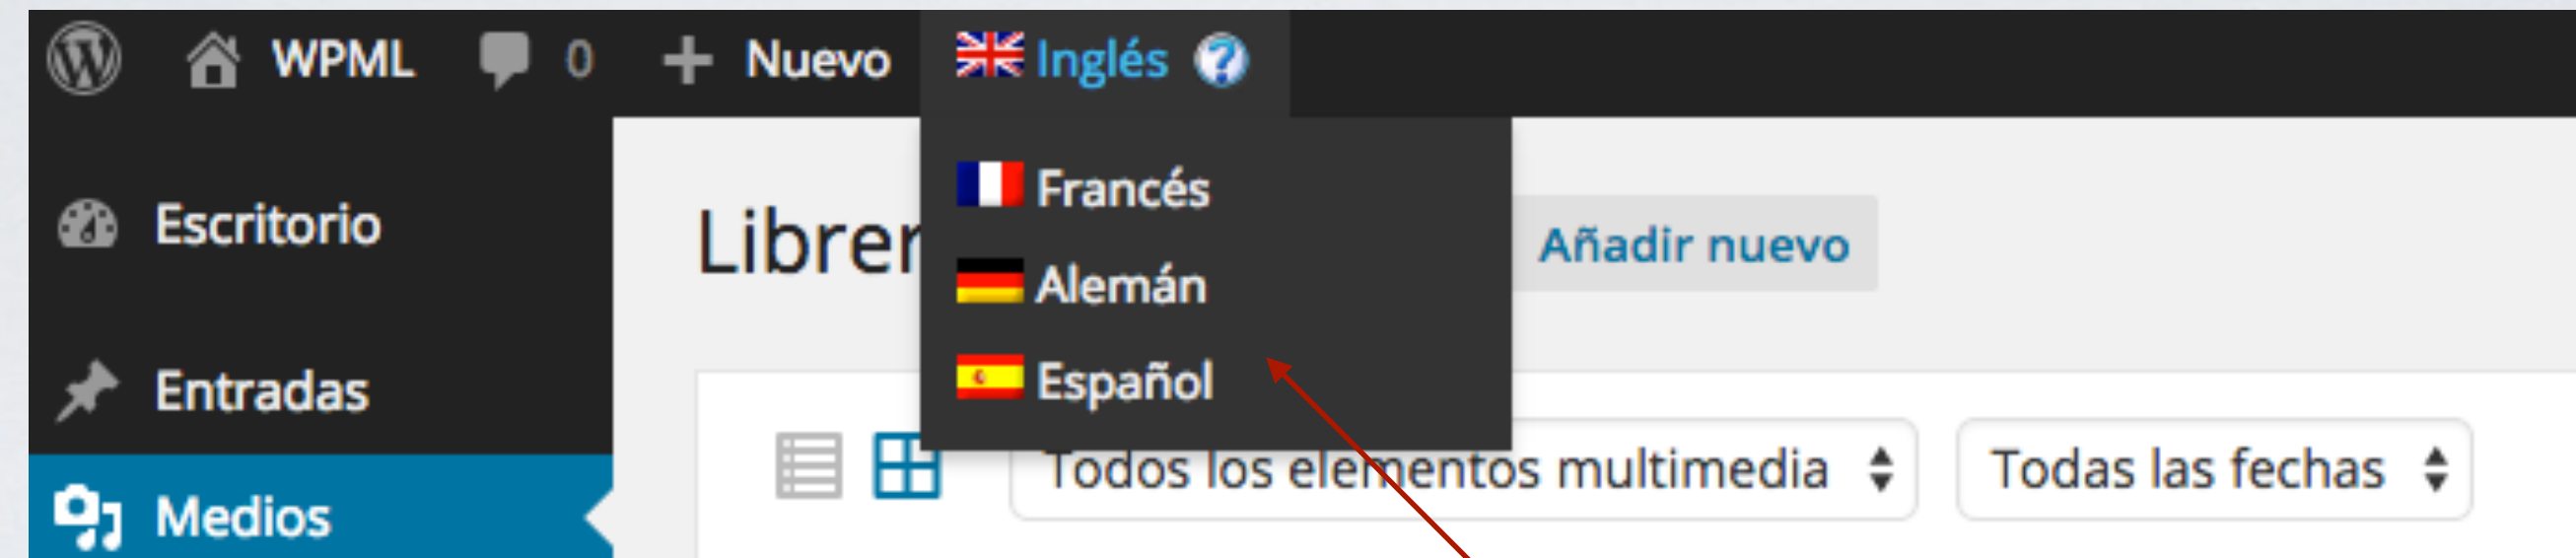 WPML 0 Nuevo Inglés
Francés
Alemán
Español
Escritorio
Entradas
Medios
Añadir nuevo
Todos los elementos multimedia
Todas las fechas